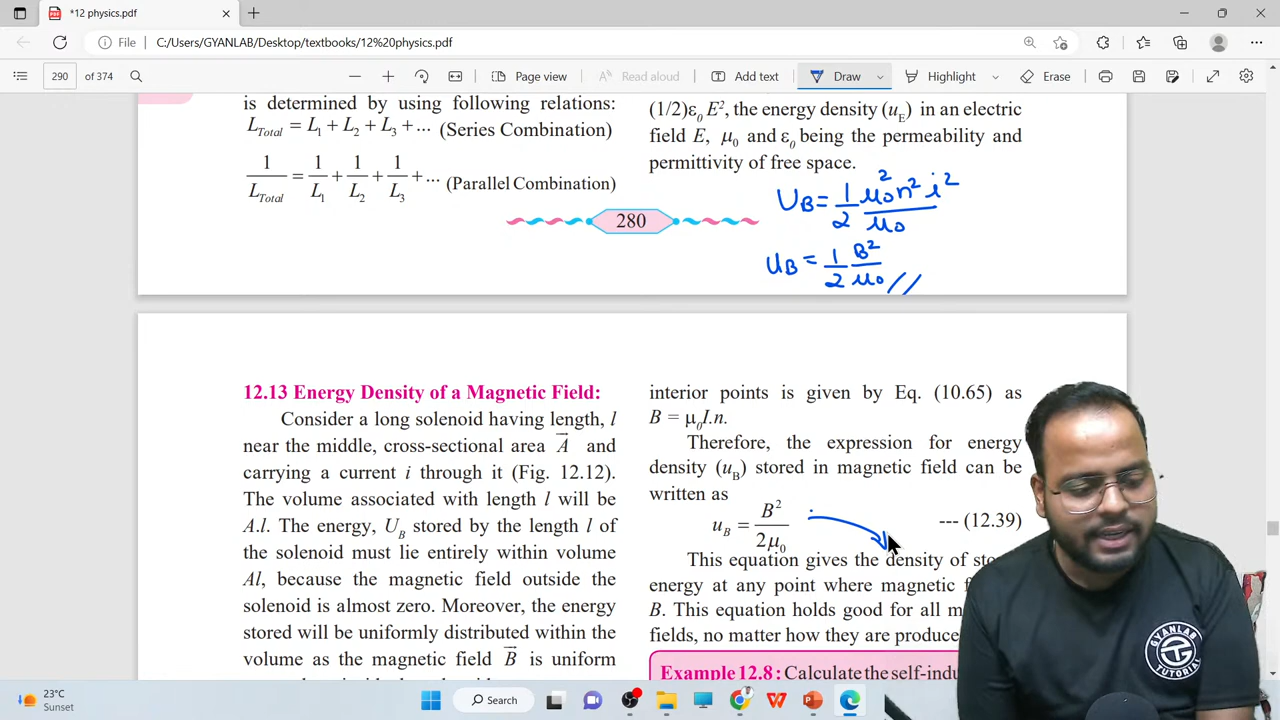 *12 physics.pdf
File C:/Users/GYANLAB/Desktop/textbooks/12%20physics.pdf
290 of 374 Page view Read aloud Add text Draw Highlight Erase
is determined by using following relations:
L_Total = L₁ + L₂ + L₃ + ... (Series Combination)
1/L_Total = 1/L₁ + 1/L₂ + 1/L₃ + ... (Parallel Combination)
(1/2)ε₀ E², the energy density (u_E) in an electric
field E, μ₀ and ε₀ being the permeability and
permittivity of free space.
U_B = 1/2 μ₀² n² i² / μ₀
u_B = 1/2 B²/μ₀ //
280
12.13 Energy Density of a Magnetic Field:
Consider a long solenoid having length, l
near the middle, cross-sectional area A⃗ and
carrying a current i through it (Fig. 12.12).
The volume associated with length l will be
A.l. The energy, U_B stored by the length l of
the solenoid must lie entirely within volume
Al, because the magnetic field outside the
solenoid is almost zero. Moreover, the energy
stored will be uniformly distributed within the
volume as the magnetic field B⃗ is uniform
interior points is given by Eq. (10.65) as
B = μ₀I.n.
Therefore, the expression for energy
density (u_B) stored in magnetic field can be
written as
u_B = B²/2μ₀ --- (12.39)
This equation gives the density of
energy at any point where magnetic
B. This equation holds good for all
fields, no matter how they are produce
Example 12.8: Calculate the self-indu
GYANLAB
TUTORIAL
23°C
Sunset
Search